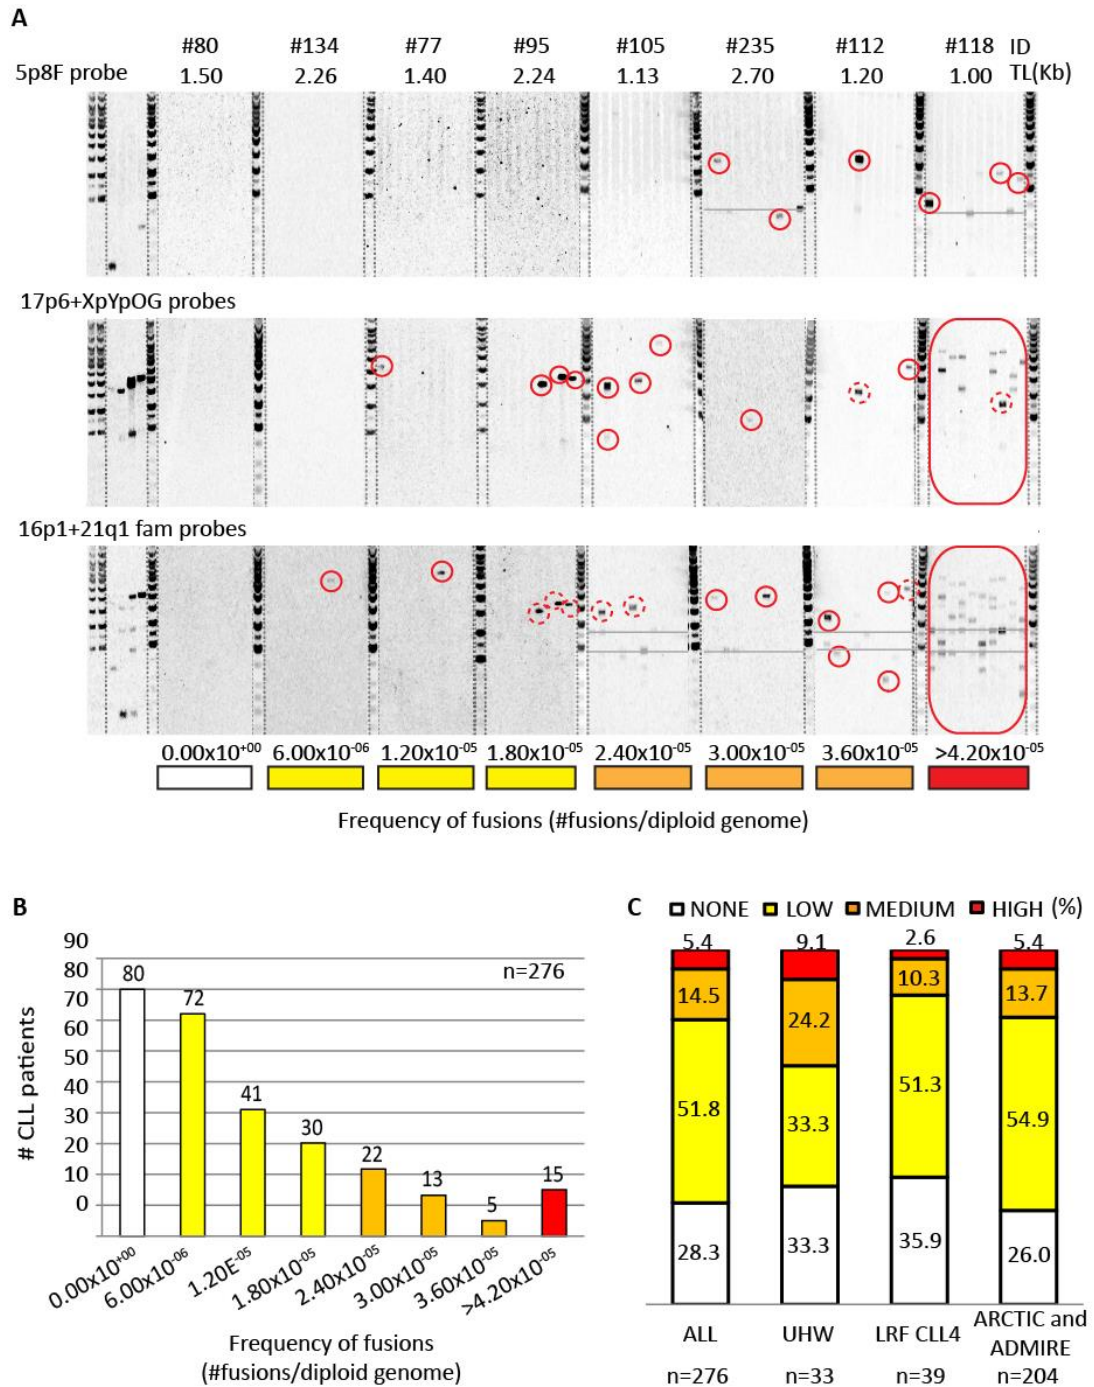 A
#80 #134 #77 #95 #105 #235 #112 #118 ID
5p8F probe 1.50 2.26 1.40 2.24 1.13 2.70 1.20 1.00 TL(Kb)
17p6+XpYpOG probes
16p1+21q1 fam probes
0.00x10⁺⁰⁰ 6.00x10⁻⁰⁶ 1.20x10⁻⁰⁵ 1.80x10⁻⁰⁵ 2.40x10⁻⁰⁵ 3.00x10⁻⁰⁵ 3.60x10⁻⁰⁵ >4.20x10⁻⁰⁵
Frequency of fusions (#fusions/diploid genome)
B
# CLL patients
90
80
70
60
50
40
30
20
10
0
n=276
80
72
41
30
22
13
5
15
0.00x10⁺⁰⁰
6.00x10⁻⁰⁶
1.20E⁻⁰⁵
1.80x10⁻⁰⁵
2.40x10⁻⁰⁵
3.00x10⁻⁰⁵
3.60x10⁻⁰⁵
>4.20x10⁻⁰⁵
Frequency of fusions
(#fusions/diploid genome)
C
NONE LOW MEDIUM HIGH (%)
5.4 9.1 2.6 5.4
14.5 24.2 10.3 13.7
51.8 33.3 51.3 54.9
28.3 33.3 35.9 26.0
ALL UHW LRF CLL4 ARCTIC and
ADMIRE
n=276 n=33 n=39 n=204